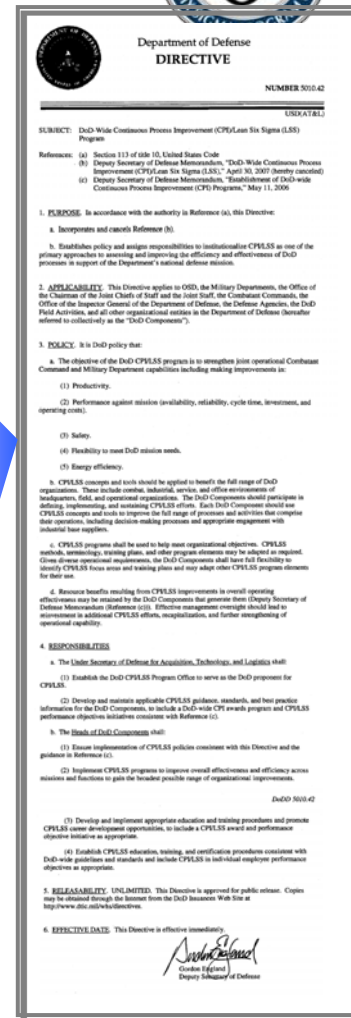 Department of Defense
DIRECTIVE
NUMBER 5010.42
USD(AT&L)
SUBJECT: DoD-Wide Continuous Process Improvement (CPI)/Lean Six Sigma (LSS)
Program
References: (a) Section 113 of title 10, United States Code
(b) Deputy Secretary of Defense Memorandum, "DoD-Wide Continuous Process
Improvement (CPI)/Lean Six Sigma (LSS)," April 30, 2007 (hereby canceled)
(c) Deputy Secretary of Defense Memorandum, "Establishment of DoD-wide
Continuous Process Improvement (CPI) Programs," May 11, 2006
1. PURPOSE. In accordance with the authority in Reference (a), this Directive:
a. Incorporates and cancels Reference (b).
b. Establishes policy and assigns responsibilities to institutionalize CPI/LSS as one of the
primary approaches to assessing and improving the efficiency and effectiveness of DoD
processes in support of the Department's national defense mission.
2. APPLICABILITY. This Directive applies to OSD, the Military Departments, the Office of
the Chairman of the Joint Chiefs of Staff and the Joint Staff, the Combatant Commands, the
Office of the Inspector General of the Department of Defense, the Defense Agencies, the DoD
Field Activities, and all other organizational entities in the Department of Defense (hereafter
referred to collectively as the "DoD Components").
3. POLICY. It is DoD policy that:
a. The objective of the DoD CPI/LSS program is to strengthen joint operational Combatant
Command and Military Department capabilities including making improvements in:
(1) Productivity.
(2) Performance against mission (availability, reliability, cycle time, investment, and
operating costs).
(3) Safety.
(4) Flexibility to meet DoD mission needs.
(5) Energy efficiency.
b. CPI/LSS concepts and tools should be applied to benefit the full range of DoD
organizations. These include combat, industrial, service, and office environments of
headquarters, field, and operational organizations. The DoD Components should participate in
defining, implementing, and sustaining CPI/LSS efforts. Each DoD Component should use
CPI/LSS concepts and tools to improve the full range of processes and activities that comprise
their operations, including decision-making processes and appropriate engagement with
industrial base suppliers.
c. CPI/LSS programs shall be used to help meet organizational objectives. CPI/LSS
methods, terminology, training plans, and other program elements may be adapted as required.
Given diverse operational requirements, the DoD Components shall have full flexibility to
identify CPI/LSS focus areas and training plans and may adapt other CPI/LSS program elements
for their use.
d. Resource benefits resulting from CPI/LSS improvements in overall operating
effectiveness may be retained by the DoD Components that generate them (Deputy Secretary of
Defense Memorandum (Reference (c))). Effective management oversight should lead to
reinvestment in additional CPI/LSS efforts, recapitalization, and further strengthening of
operational capability.
4. RESPONSIBILITIES
a. The Under Secretary of Defense for Acquisition, Technology, and Logistics shall:
(1) Establish the DoD CPI/LSS Program Office to serve as the DoD proponent for
CPI/LSS.
(2) Develop and maintain applicable CPI/LSS guidance, standards, and best practice
information for the DoD Components, to include a DoD-wide CPI awards program and CPI/LSS
performance objectives initiatives consistent with Reference (c).
b. The Heads of DoD Components shall:
(1) Ensure implementation of CPI/LSS policies consistent with this Directive and the
guidance in Reference (c).
(2) Implement CPI/LSS programs to improve overall effectiveness and efficiency across
missions and functions to gain the broadest possible range of organizational improvements.
DoDD 5010.42
(3) Develop and implement appropriate education and training procedures and promote
CPI/LSS career development opportunities, to include a CPI/LSS award and performance
objective initiative as appropriate.
(4) Establish CPI/LSS education, training, and certification procedures consistent with
DoD-wide guidelines and standards and include CPI/LSS in individual employee performance
objectives as appropriate.
5. RELEASABILITY. UNLIMITED. This Directive is approved for public release. Copies
may be obtained through the Internet from the DoD Issuances Web Site at
http://www.dtic.mil/whs/directives.
6. EFFECTIVE DATE. This Directive is effective immediately.
Gordon England
Deputy Secretary of Defense